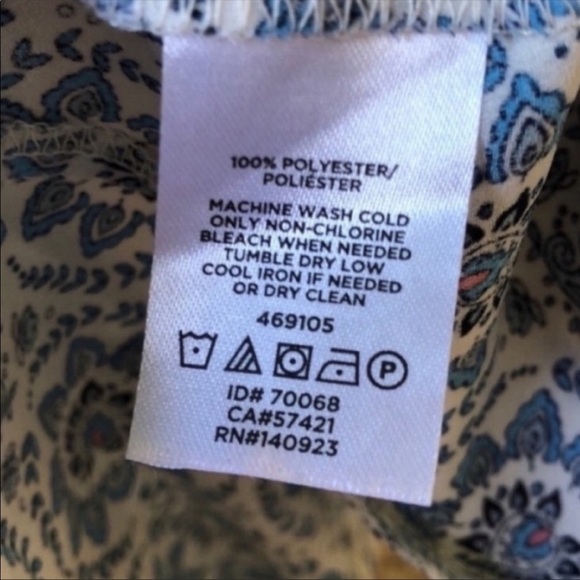 100% POLYESTER/
POLIÉSTER
MACHINE WASH COLD
ONLY NON-CHLORINE
BLEACH WHEN NEEDED
TUMBLE DRY LOW
COOL IRON IF NEEDED
OR DRY CLEAN
469105
P
ID# 70068
CA#57421
RN#140923